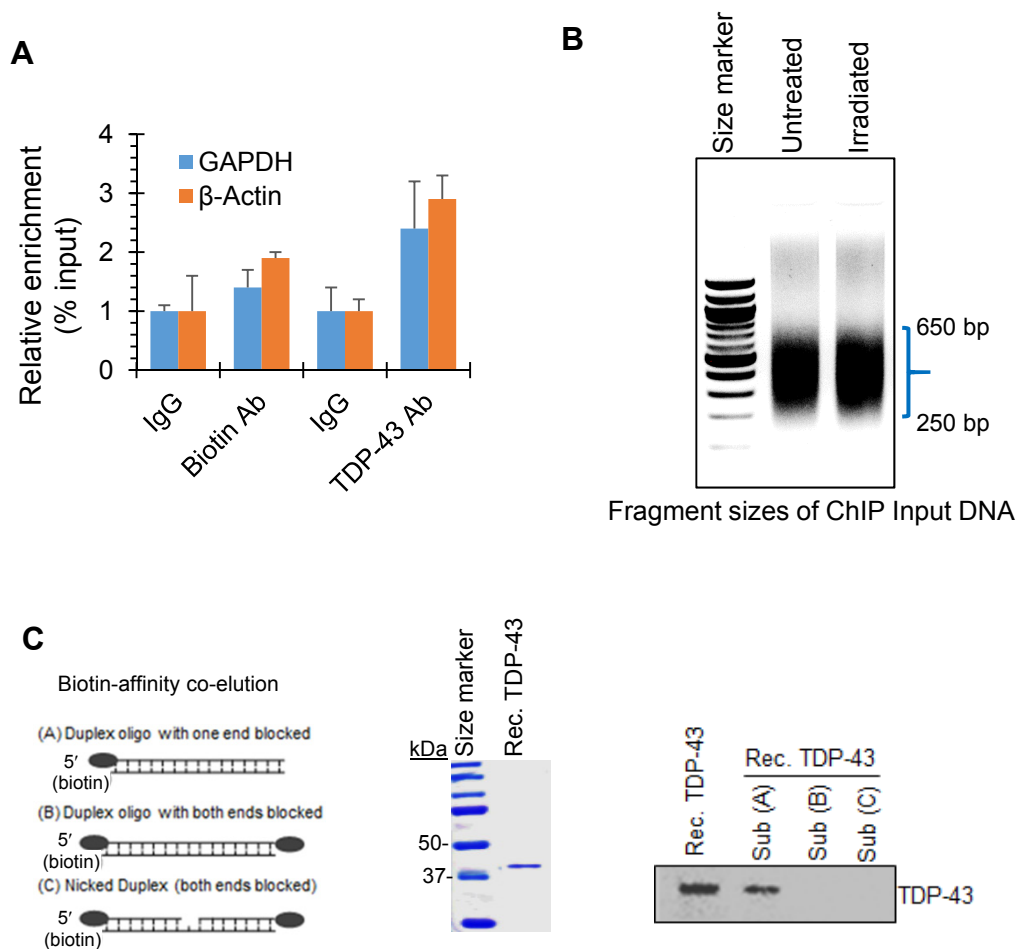 A
Relative enrichment
(% input)
4
3
2
1
0
GAPDH
β-Actin
IgG
Biotin Ab
IgG
TDP-43 Ab
B
Size marker
Untreated
Irradiated
650 bp
250 bp
Fragment sizes of ChIP Input DNA
C
Biotin-affinity co-elution
(A) Duplex oligo with one end blocked
5′
(biotin)
(B) Duplex oligo with both ends blocked
5′
(biotin)
(C) Nicked Duplex (both ends blocked)
5′
(biotin)
kDa
Size marker
Rec. TDP-43
50-
37-
Rec. TDP-43
Rec. TDP-43
Sub (A)
Sub (B)
Sub (C)
TDP-43